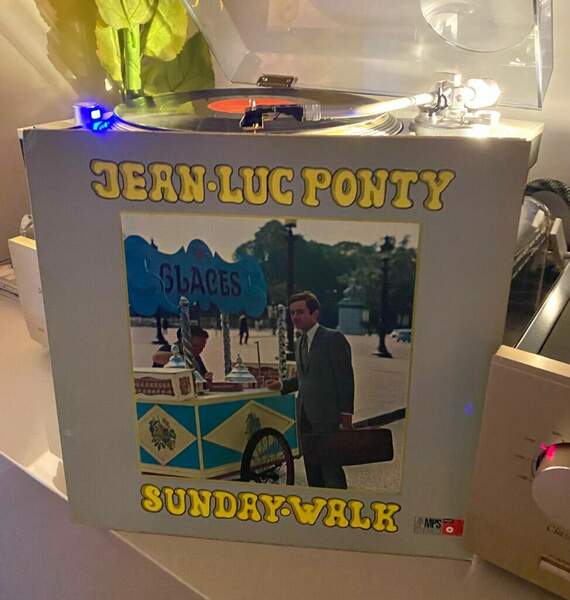 JEAN-LUC PONTY
GLACES
SUNDAY-WALK
MPS